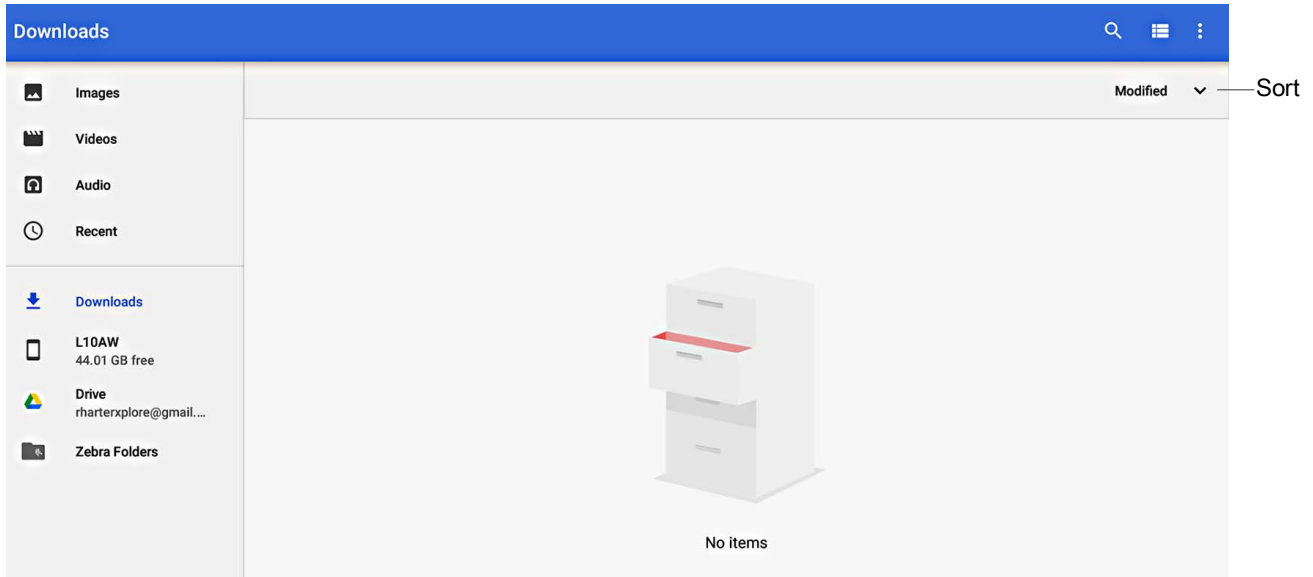 Downloads
Images
Modified
Sort
Videos
Audio
Recent
Downloads
L10AW
44.01 GB free
Drive
rharterxplore@gmail....
Zebra Folders
No items